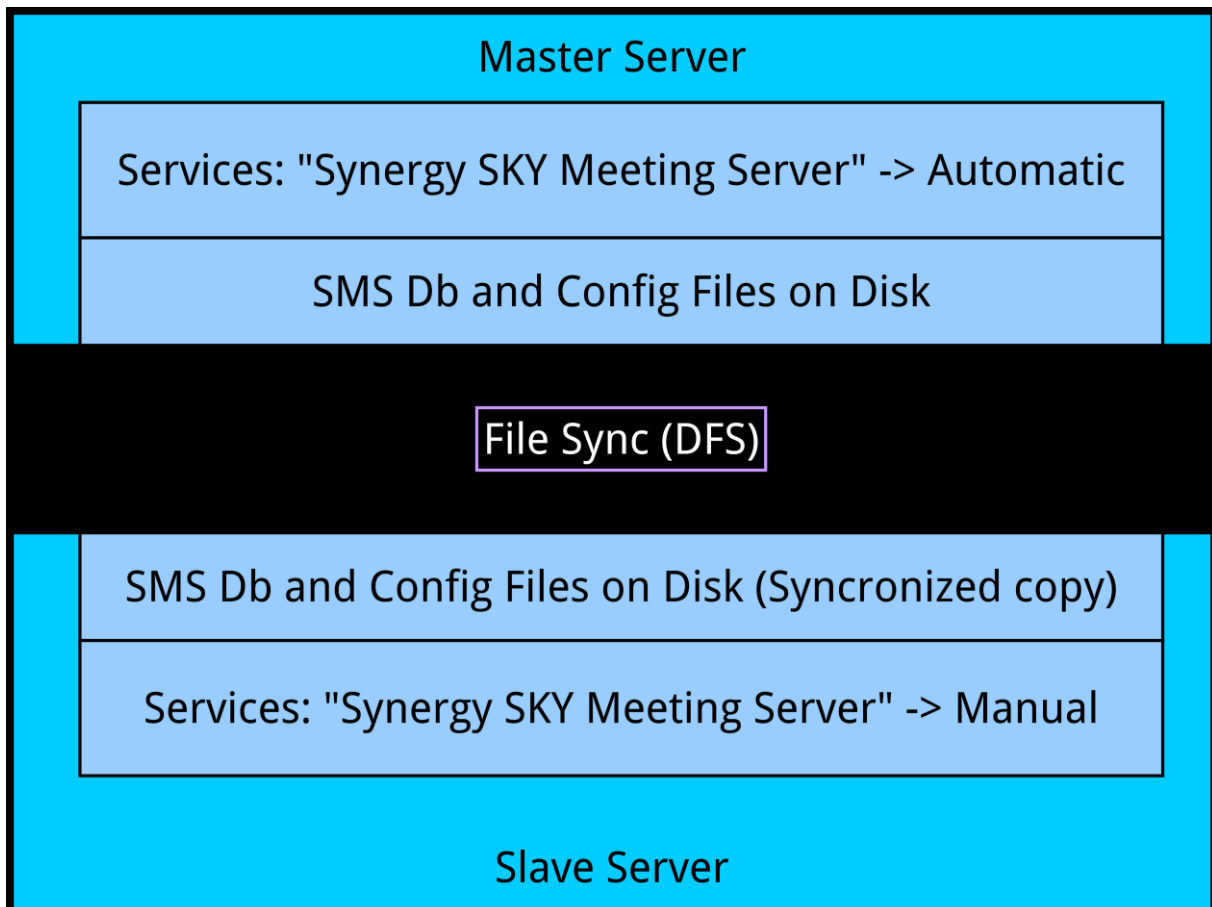 Master Server
Services: "Synergy SKY Meeting Server" -> Automatic
SMS Db and Config Files on Disk
File Sync (DFS)
SMS Db and Config Files on Disk (Syncronized copy)
Services: "Synergy SKY Meeting Server" -> Manual
Slave Server